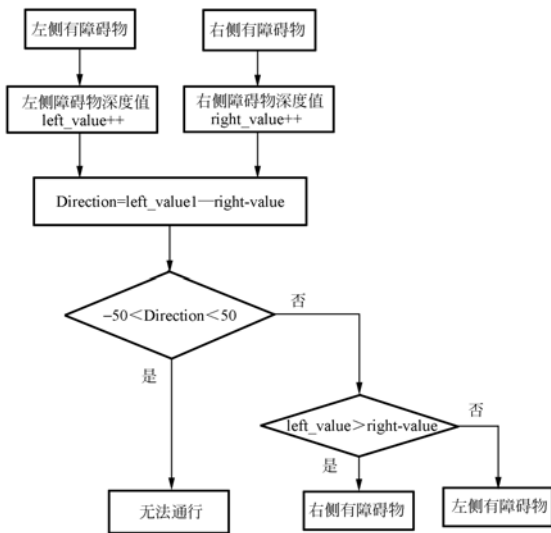 左侧有障碍物
右侧有障碍物
左侧障碍物深度值
left_value++
右侧障碍物深度值
right_value++
Direction=left_value1—right-value
−50＜Direction＜50
否
是
left_value＞right-value
否
是
无法通行
右侧有障碍物
左侧有障碍物